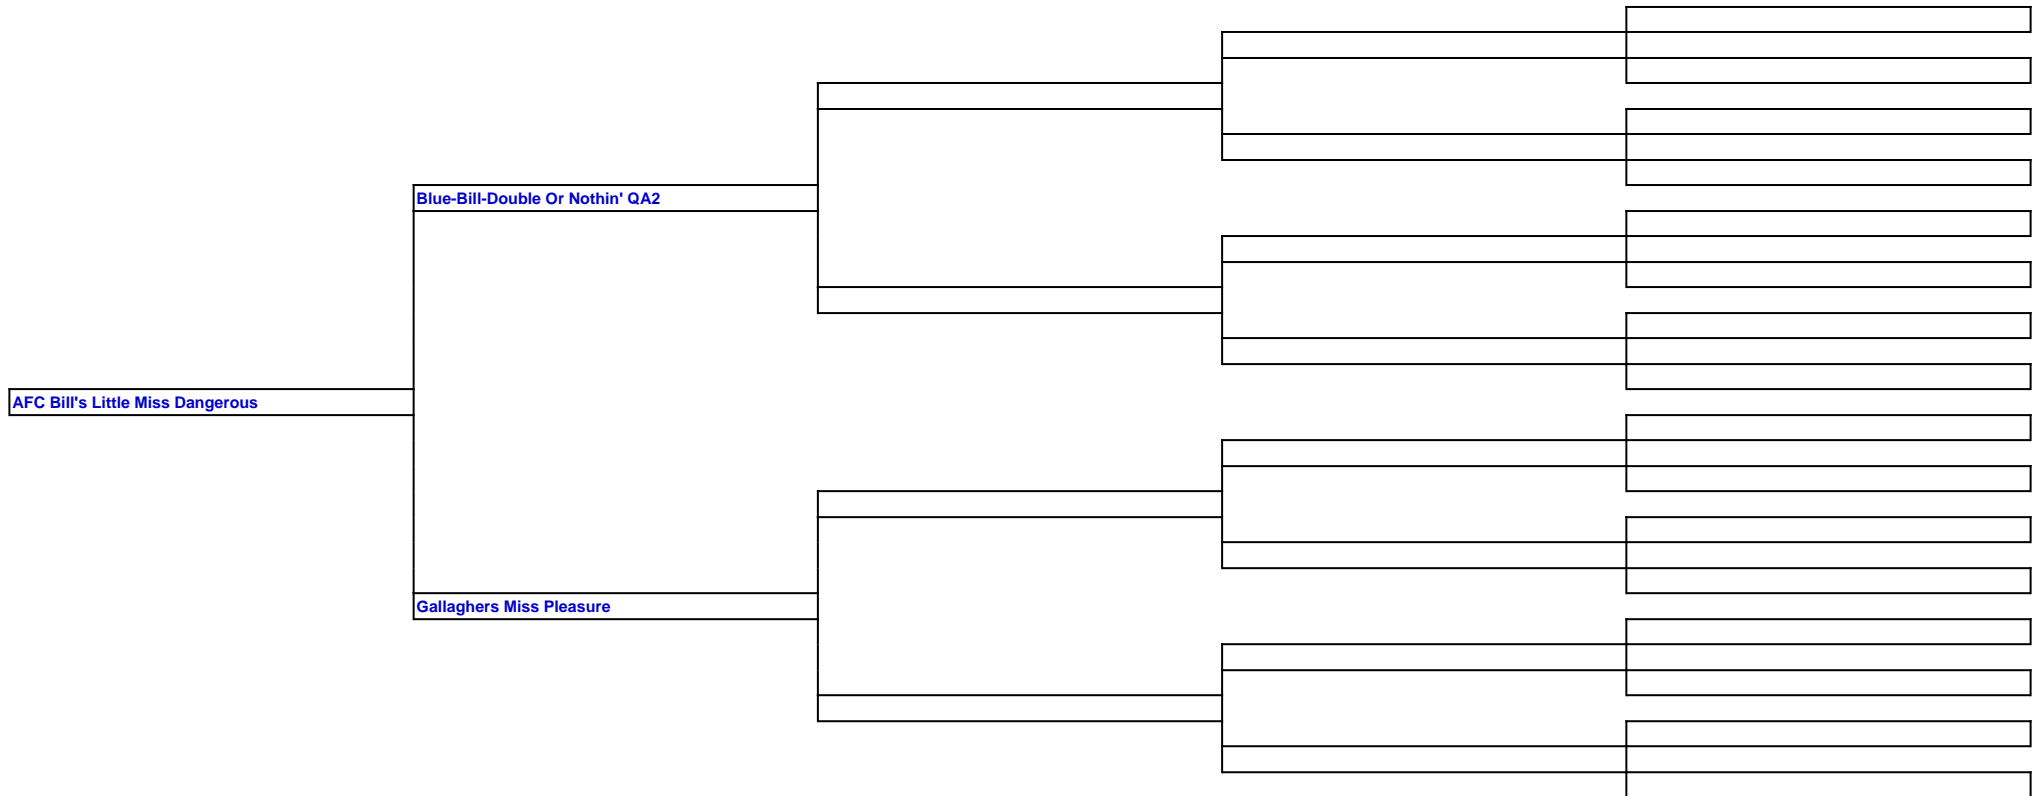 Blue-Bill-Double Or Nothin' QA2
AFC Bill's Little Miss Dangerous
Gallaghers Miss Pleasure